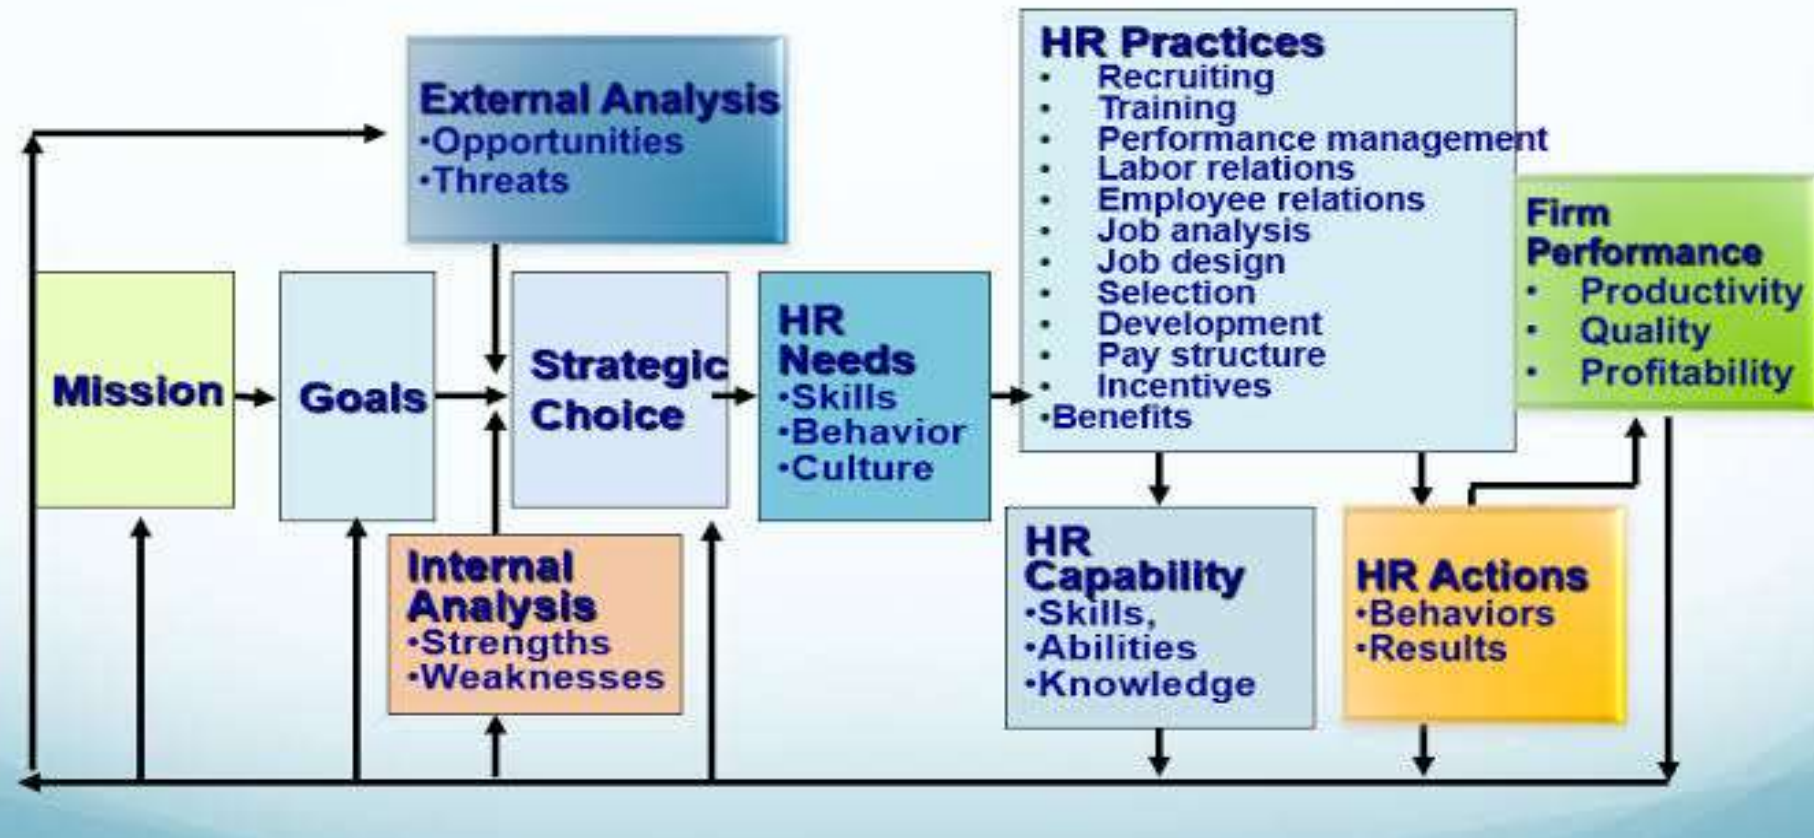 External Analysis
•Opportunities
•Threats
Mission
Goals
Strategic
Choice
Internal
Analysis
•Strengths
•Weaknesses
HR
Needs
•Skills
•Behavior
•Culture
HR Practices
• Recruiting
• Training
• Performance management
• Labor relations
• Employee relations
• Job analysis
• Job design
• Selection
• Development
• Pay structure
• Incentives
•Benefits
HR
Capability
•Skills,
•Abilities
•Knowledge
HR Actions
•Behaviors
•Results
Firm
Performance
• Productivity
• Quality
• Profitability